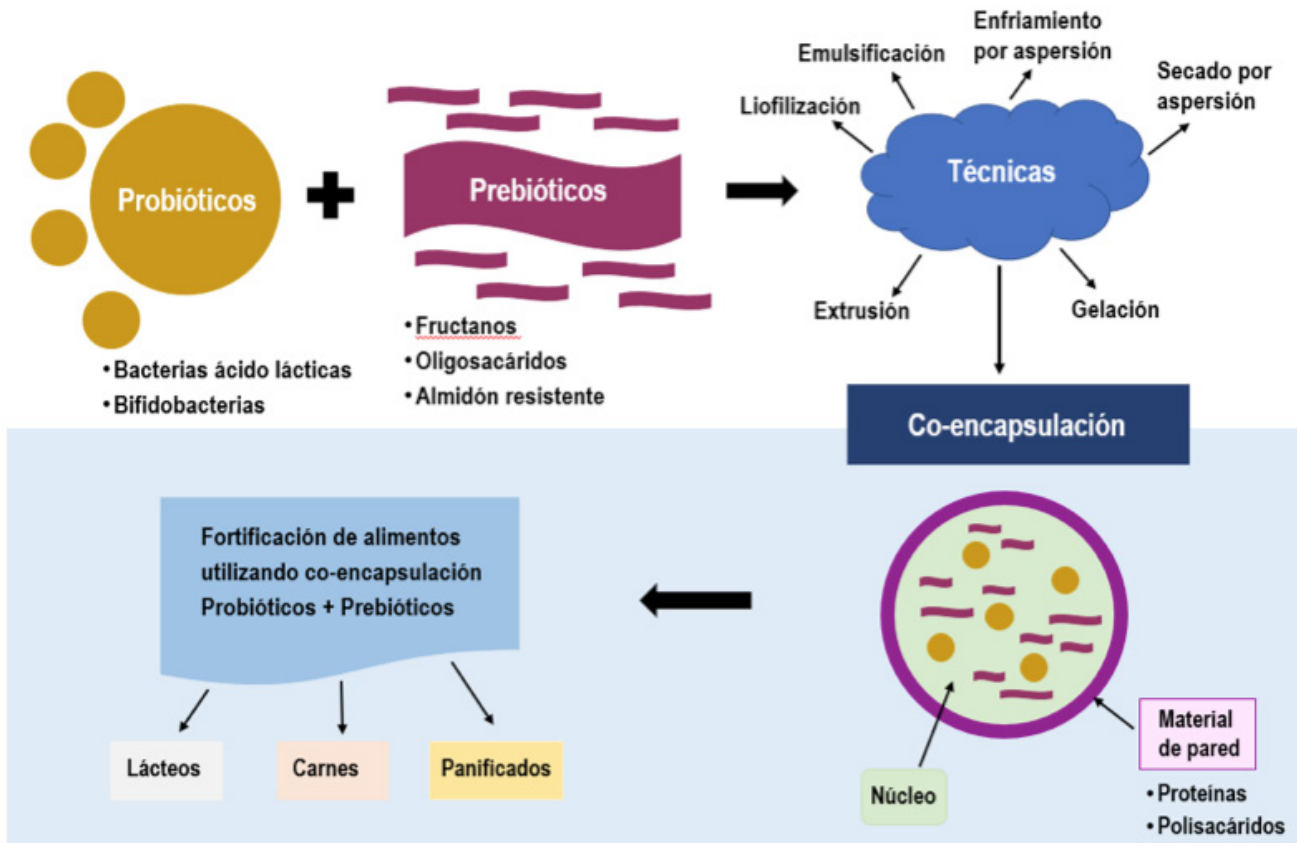 Probióticos
• Bacterias ácido lácticas
• Bifidobacterias
Prebióticos
• Fructanos
• Oligosacáridos
• Almidón resistente
Emulsificación
Enfriamiento
por aspersión
Secado por
aspersión
Liofilización
Técnicas
Extrusión
Gelación
Co-encapsulación
Fortificación de alimentos
utilizando co-encapsulación
Probióticos + Prebióticos
Lácteos
Carnes
Panificados
Núcleo
Material
de pared
• Proteínas
• Polisacáridos